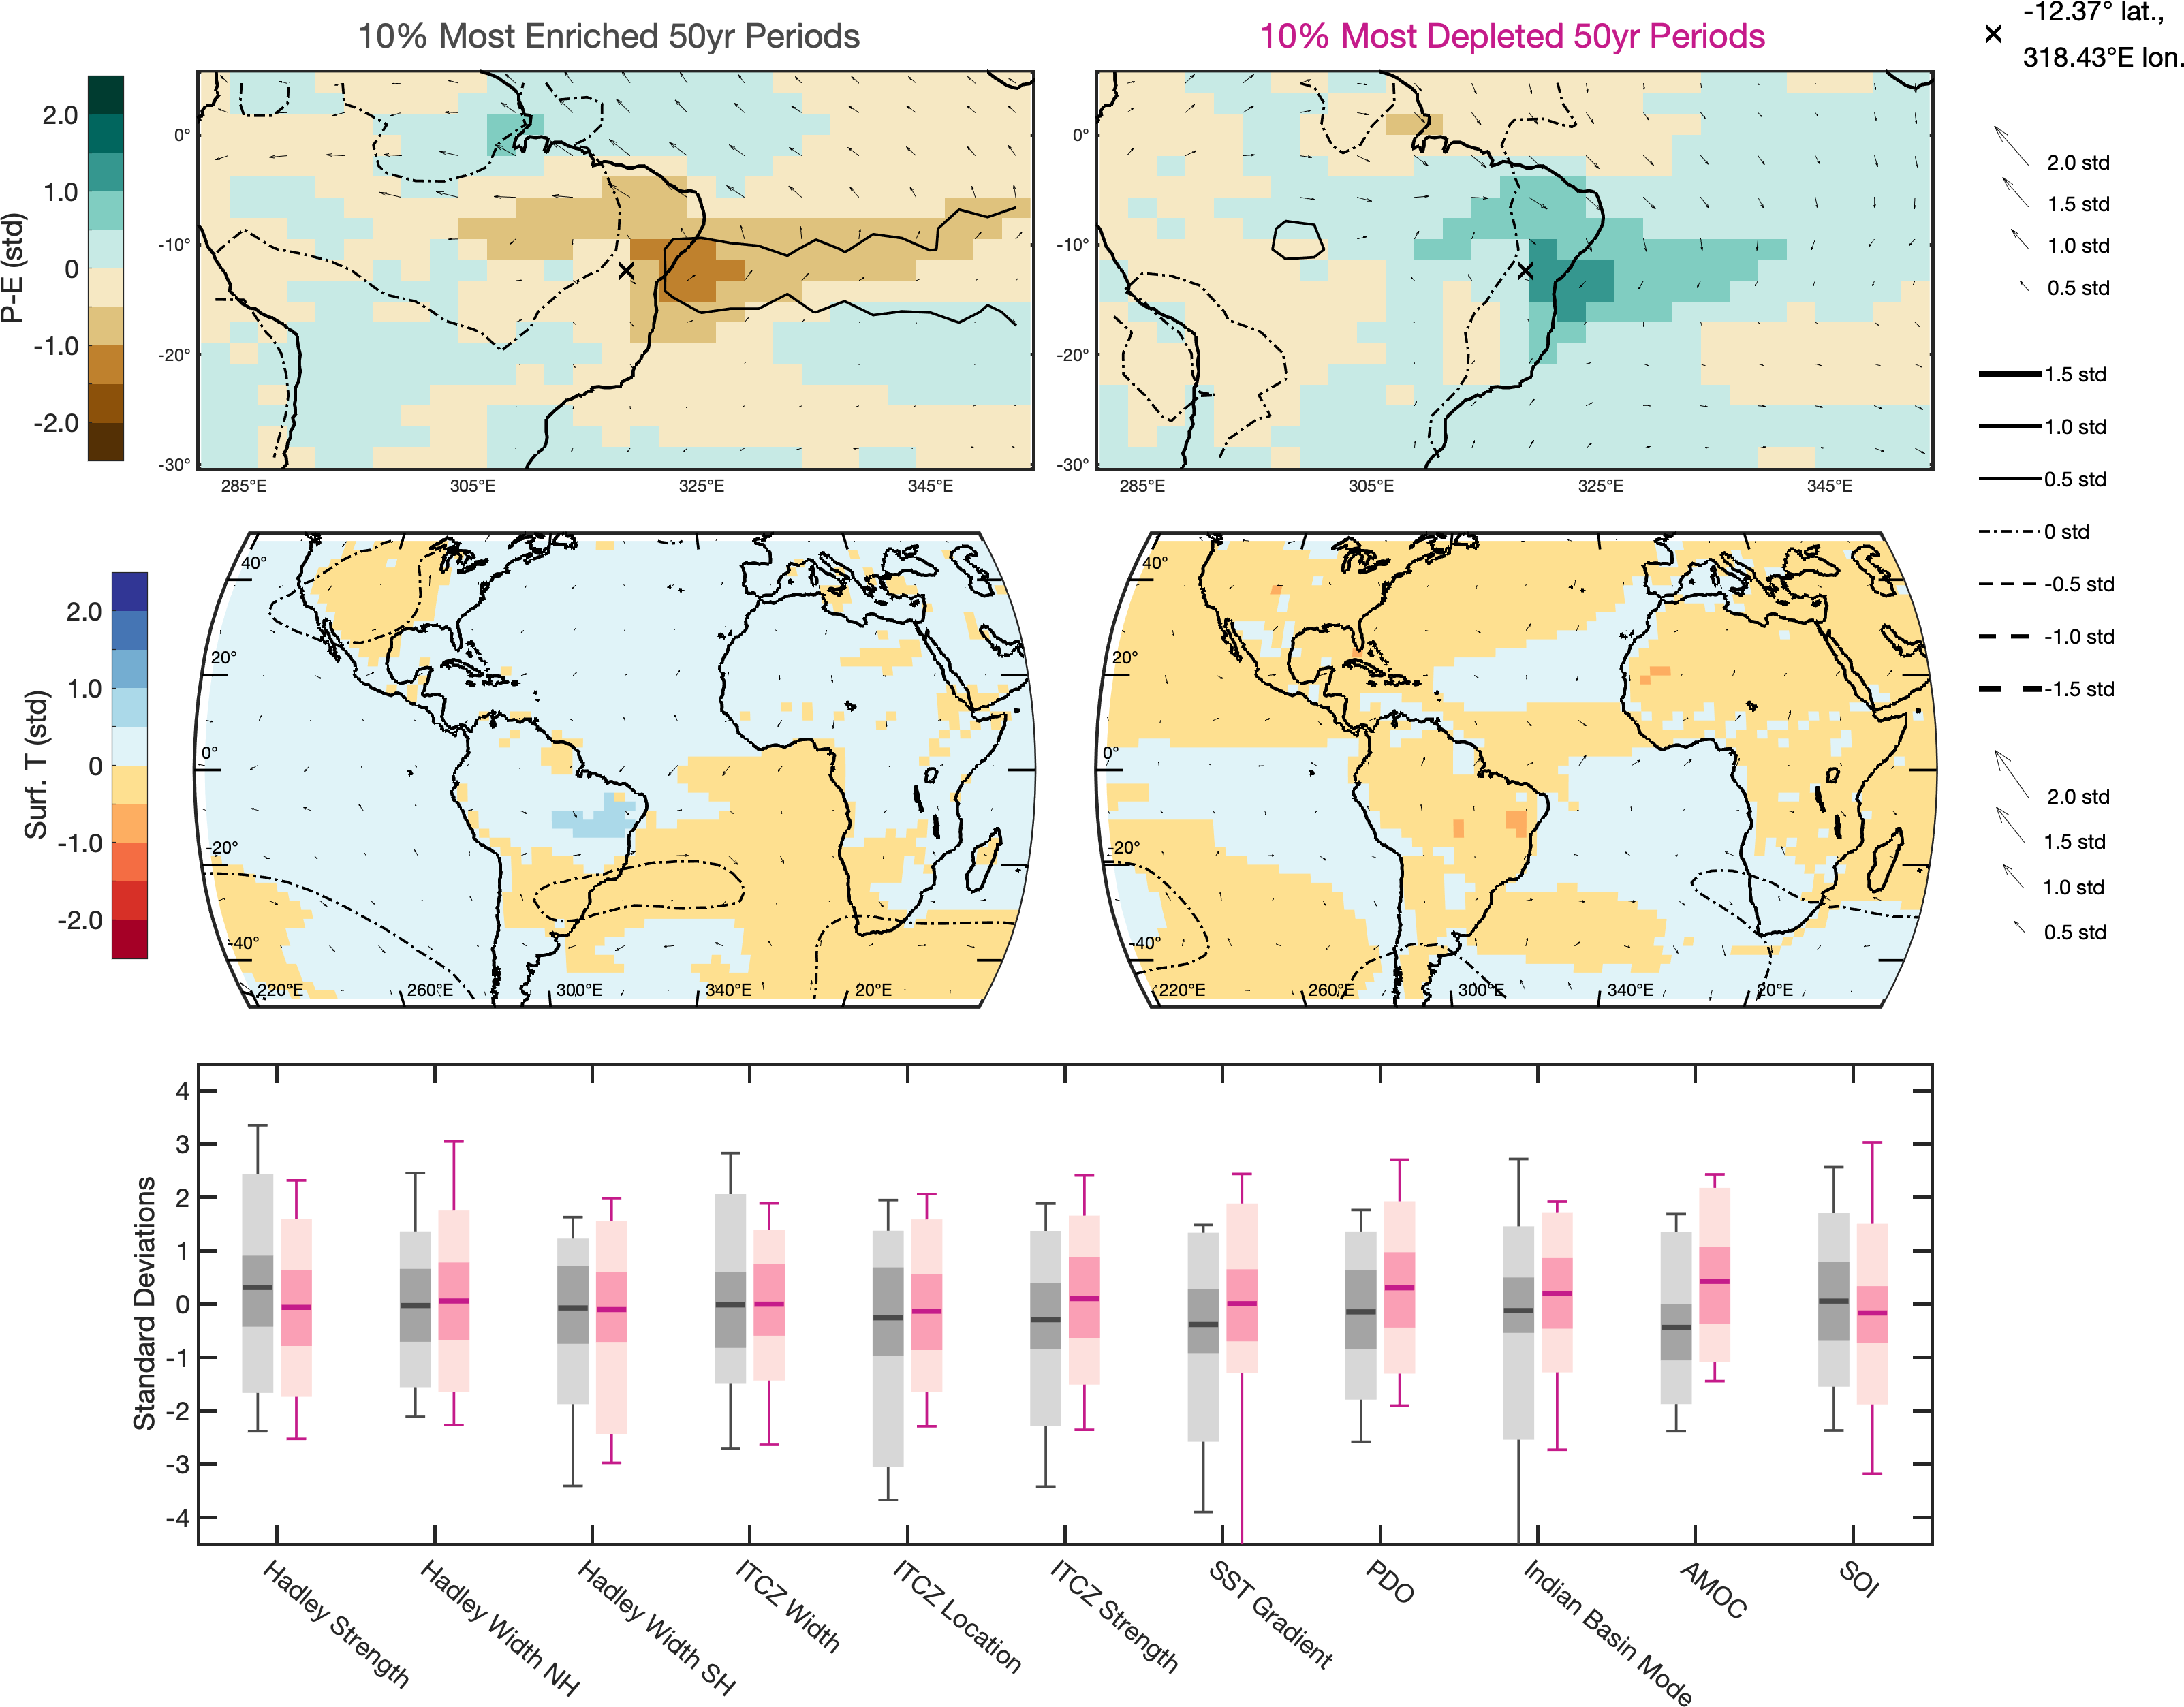 10% Most Enriched 50yr Periods
10% Most Depleted 50yr Periods
-12.37° lat.,
318.43°E lon.
P-E (std)
2.0
1.0
0
-1.0
-2.0
0°
-10°
-20°
-30°
285°E
305°E
325°E
345°E
0°
-10°
-20°
-30°
285°E
305°E
325°E
345°E
2.0 std
1.5 std
1.0 std
0.5 std
1.5 std
1.0 std
0.5 std
0 std
-0.5 std
-1.0 std
-1.5 std
Surf. T (std)
2.0
1.0
0
-1.0
-2.0
40°
20°
0°
-20°
-40°
220°E
260°E
300°E
340°E
20°E
40°
20°
0°
-20°
-40°
220°E
260°E
300°E
340°E
20°E
2.0 std
1.5 std
1.0 std
0.5 std
Standard Deviations
4
3
2
1
0
-1
-2
-3
-4
Hadley Strength
Hadley Width NH
Hadley Width SH
ITCZ Width
ITCZ Location
ITCZ Strength
SST Gradient
PDO
Indian Basin Mode
AMOC
SOI